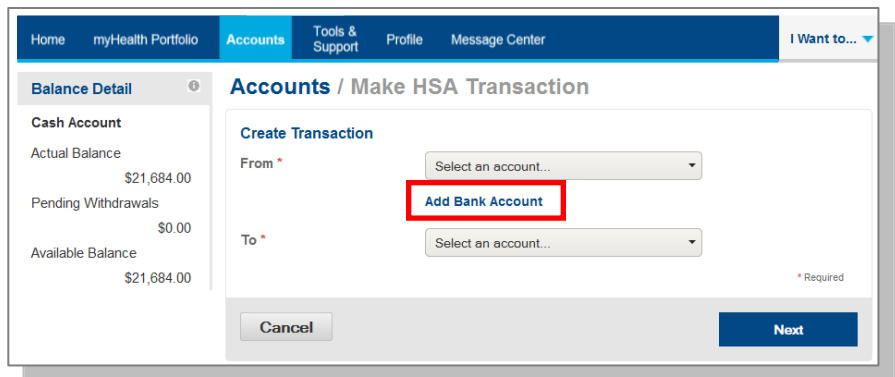 Home myHealth Portfolio Accounts Tools & Support Profile Message Center I Want to...
Balance Detail
Cash Account
Actual Balance
$21,684.00
Pending Withdrawals
$0.00
Available Balance
$21,684.00
Accounts / Make HSA Transaction
Create Transaction
From * Select an account...
Add Bank Account
To * Select an account...
* Required
Cancel Next